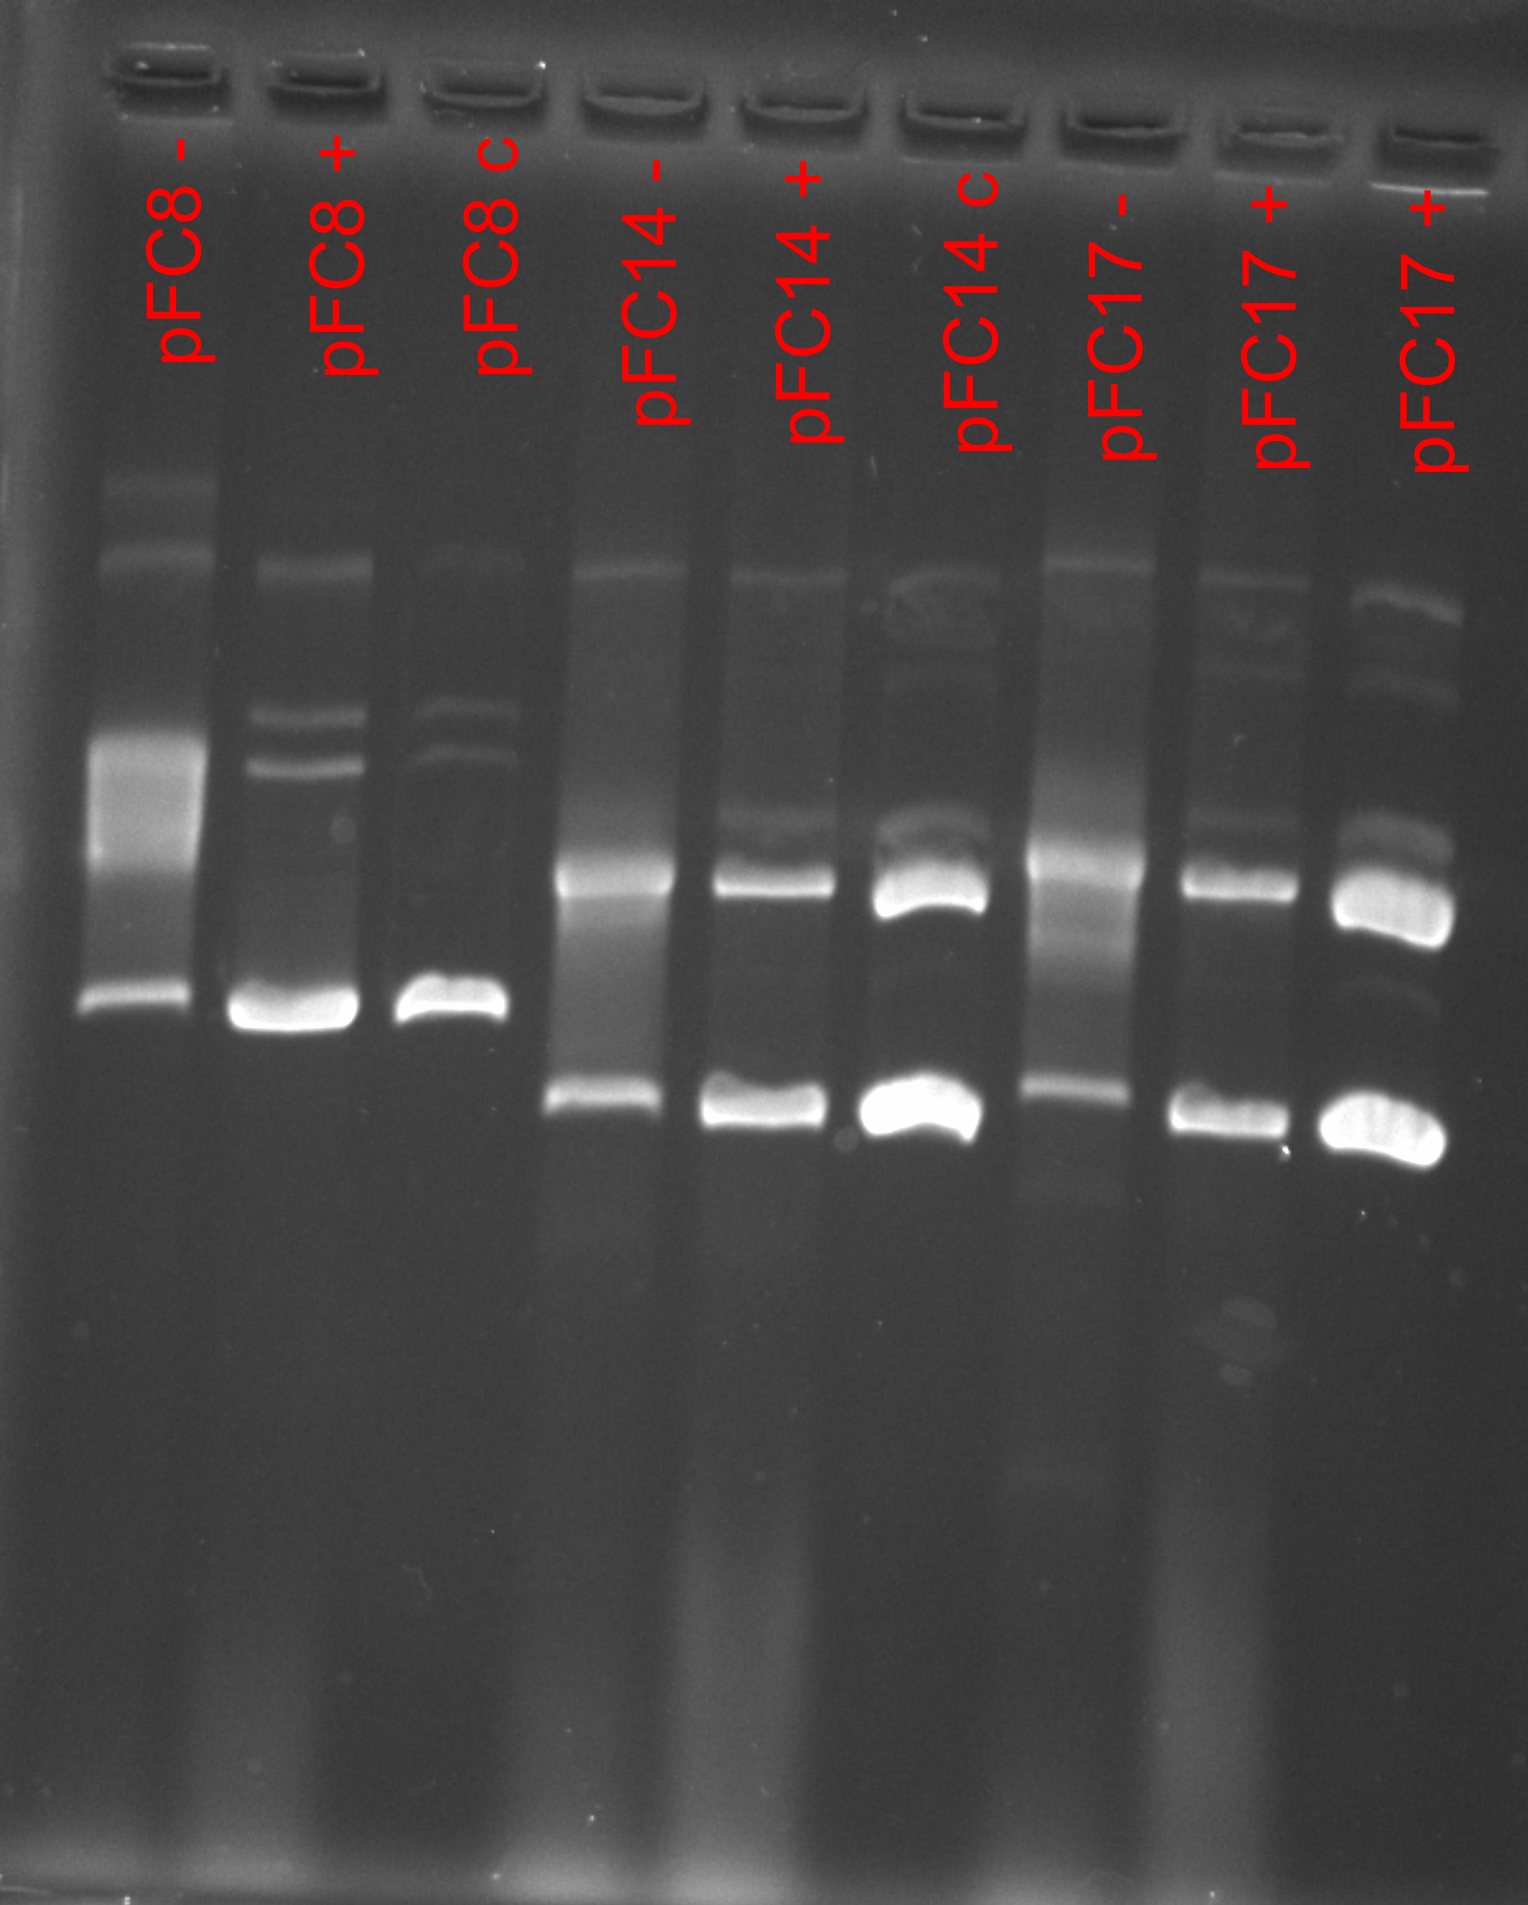 pFC8 -
pFC8 +
pFC8 c
pFC14 -
pFC14 +
pFC14 c
pFC17 -
pFC17 +
pFC17 +